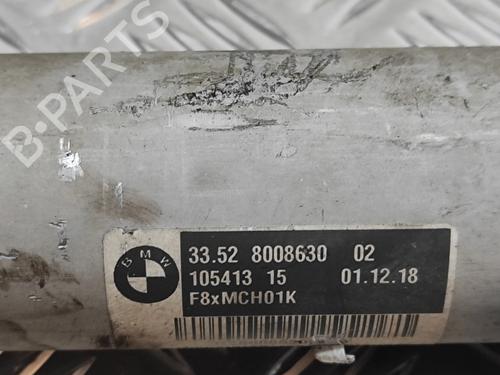 B-PARTS
BMW
33.52 8008630 02
105413 15 01.12.18
F8xMCH01K